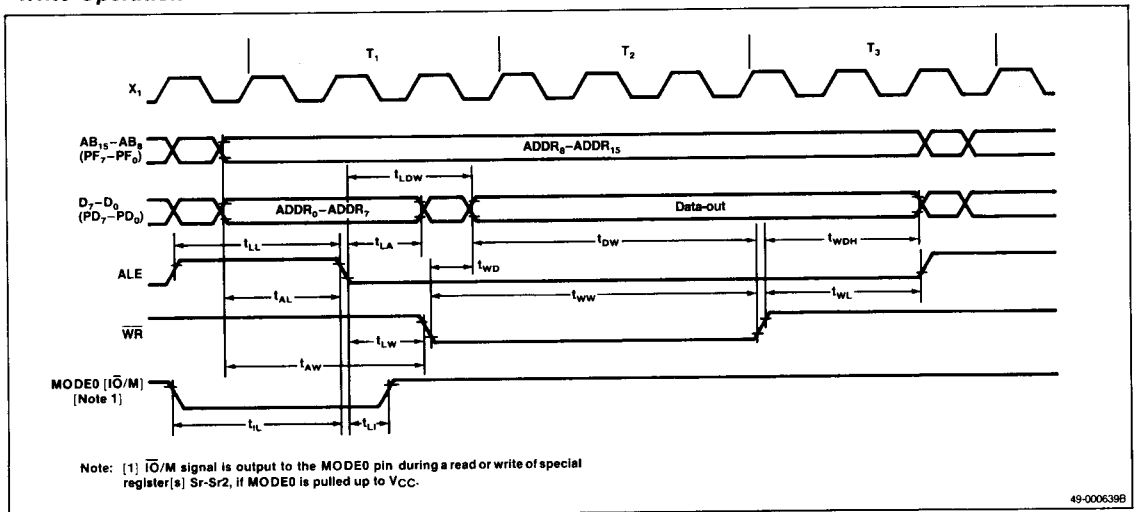 Write Operation
T₁ T₂ T₃
X₁
AB₁₅–AB₈
(PF₇–PF₀)
ADDR₈–ADDR₁₅
tLDW
D₇–D₀
(PD₇–PD₀)
ADDR₀–ADDR₇
Data-out
tLL tLA tDW tWDH
ALE
tWD
tAL tWW tWL
W̅R̅
tLW
tAW
MODE0 [I̅O̅/M]
[Note 1]
tIL tLI
Note: [1] I̅O̅/M signal is output to the MODE0 pin during a read or write of special
register[s] Sr-Sr2, if MODE0 is pulled up to VCC.
49-000639B